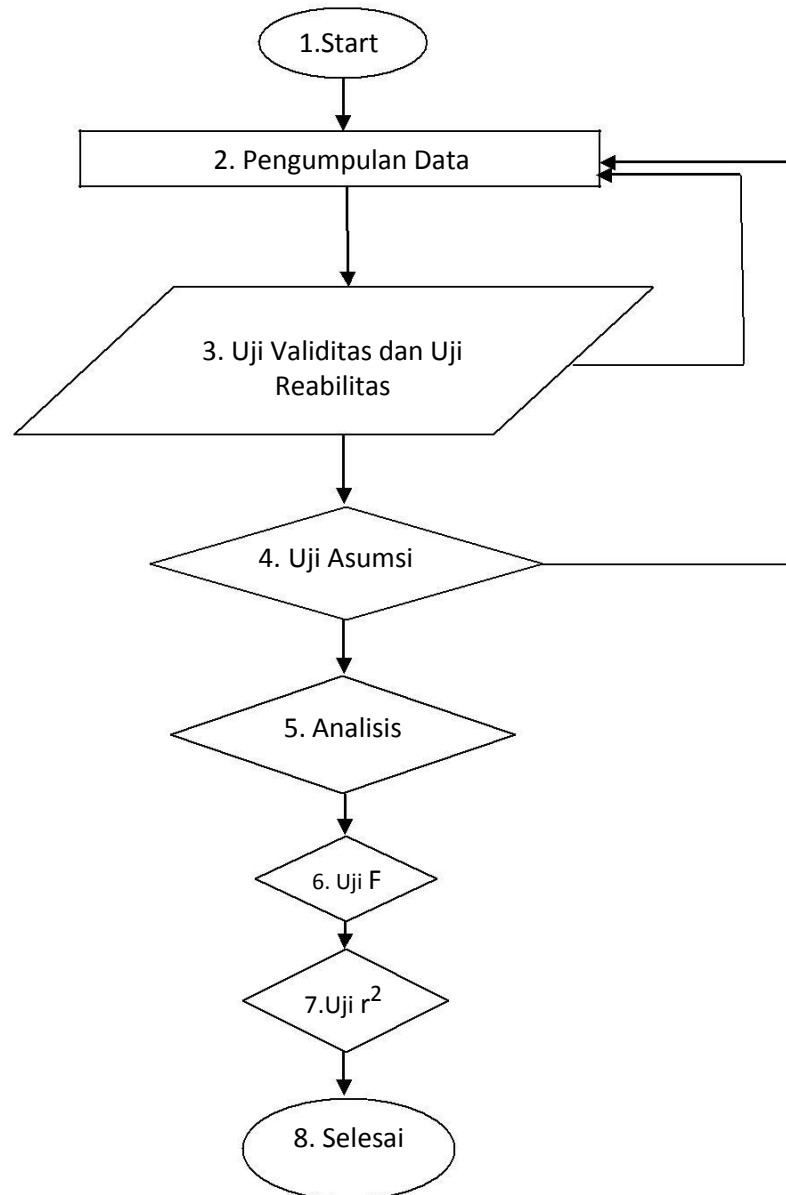 1.Start
2. Pengumpulan Data
3. Uji Validitas dan Uji
Reabilitas
4. Uji Asumsi
5. Analisis
6. Uji F
7.Uji r²
8. Selesai